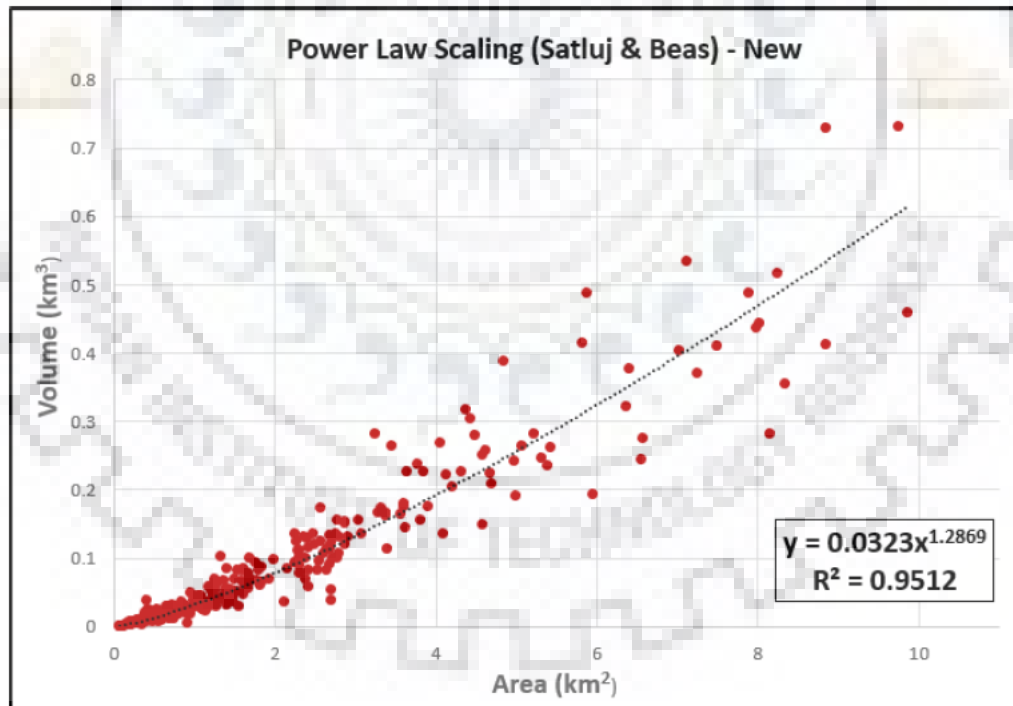 Power Law Scaling (Satluj & Beas) - New
0.8
0.7
0.6
0.5
0.4
0.3
0.2
0.1
0
Volume (km³)
y = 0.0323x^1.2869
R² = 0.9512
0 2 4 6 8 10
Area (km²)